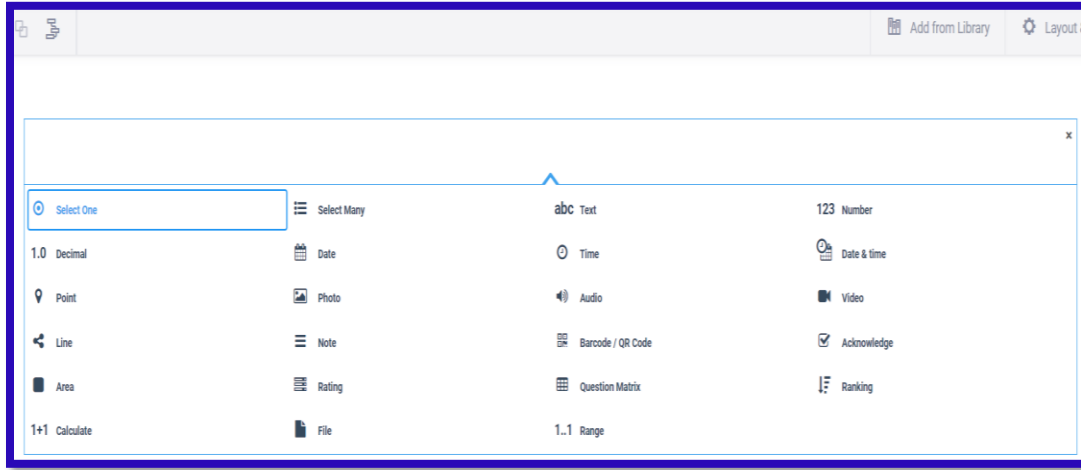 Add from Library Layout
x
Select One Select Many abc Text 123 Number
1.0 Decimal Date Time Date & time
Point Photo Audio Video
Line Note Barcode / QR Code Acknowledge
Area Rating Question Matrix Ranking
1+1 Calculate File 1..1 Range